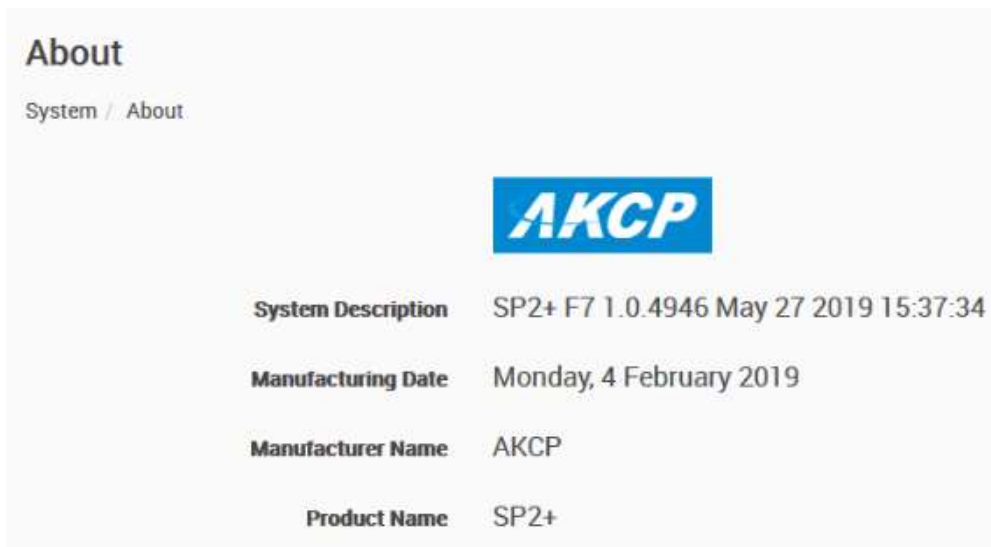 About
System / About
AKCP
System Description SP2+ F7 1.0.4946 May 27 2019 15:37:34
Manufacturing Date Monday, 4 February 2019
Manufacturer Name AKCP
Product Name SP2+